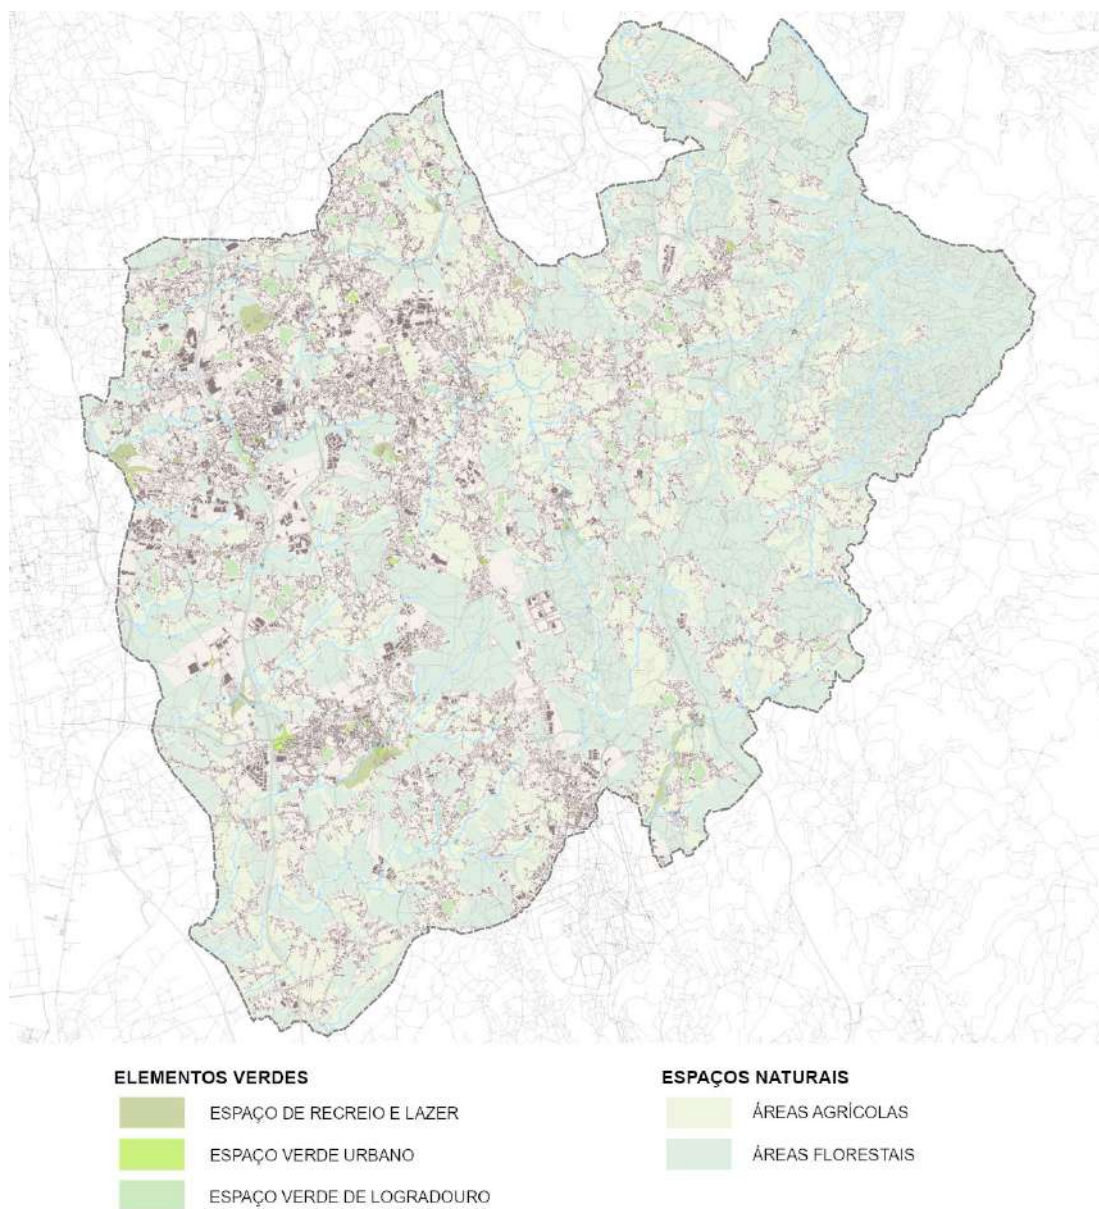 ELEMENTOS VERDES
ESPAÇO DE RECREIO E LAZER
ESPAÇO VERDE URBANO
ESPAÇO VERDE DE LOGRADOURO
ESPAÇOS NATURAIS
ÁREAS AGRÍCOLAS
ÁREAS FLORESTAIS